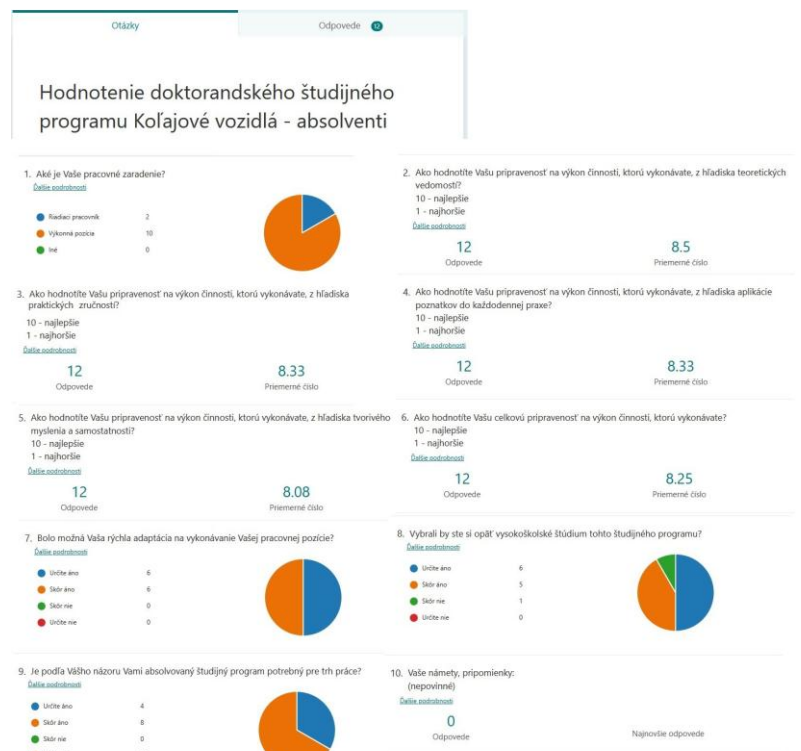 Otázky
Odpovede 12
Hodnotenie doktorandského študijného
programu Koľajové vozidlá - absolventi
1. Aké je Vaše pracovné zaradenie?
Ďalšie podrobnosti
Riadiaci pracovník 2
Výkonné pozície 10
Iné 0
2. Ako hodnotíte Vašu pripravenosť na výkon činnosti, ktorú vykonávate, z hľadiska teoretických
vedomostí?
10 - najlepšie
1 - najhoršie
Ďalšie podrobnosti
12 8.5
Odpovede Priemerné číslo
3. Ako hodnotíte Vašu pripravenosť na výkon činnosti, ktorú vykonávate, z hľadiska
praktických zručností?
10 - najlepšie
1 - najhoršie
Ďalšie podrobnosti
12 8.33
Odpovede Priemerné číslo
4. Ako hodnotíte Vašu pripravenosť na výkon činnosti, ktorú vykonávate, z hľadiska aplikácie
poznatkov do každodennej praxe?
10 - najlepšie
1 - najhoršie
Ďalšie podrobnosti
12 8.33
Odpovede Priemerné číslo
5. Ako hodnotíte Vašu pripravenosť na výkon činnosti, ktorú vykonávate, z hľadiska tvorivého
myslenia a samostatnosti?
10 - najlepšie
1 - najhoršie
Ďalšie podrobnosti
12 8.08
Odpovede Priemerné číslo
6. Ako hodnotíte Vašu celkovú pripravenosť na výkon činnosti, ktorú vykonávate?
10 - najlepšie
1 - najhoršie
Ďalšie podrobnosti
12 8.25
Odpovede Priemerné číslo
7. Bolo možná Vaša rýchla adaptácia na vykonávanie Vašej pracovnej pozície?
Ďalšie podrobnosti
Určite áno 6
Skôr áno 6
Skôr nie 0
Určite nie 0
8. Vybrali by ste si opäť vysokoškolské štúdium tohto študijného programu?
Ďalšie podrobnosti
Určite áno 6
Skôr áno 5
Skôr nie 1
Určite nie 0
9. Je podľa Vášho názoru Vami absolvovaný študijný program potrebný pre trh práce?
Ďalšie podrobnosti
Určite áno 4
Skôr áno 8
Skôr nie 0
10. Vaše námety, pripomienky:
(nepovinné)
Ďalšie podrobnosti
0
Odpovede Najnovšie odpovede